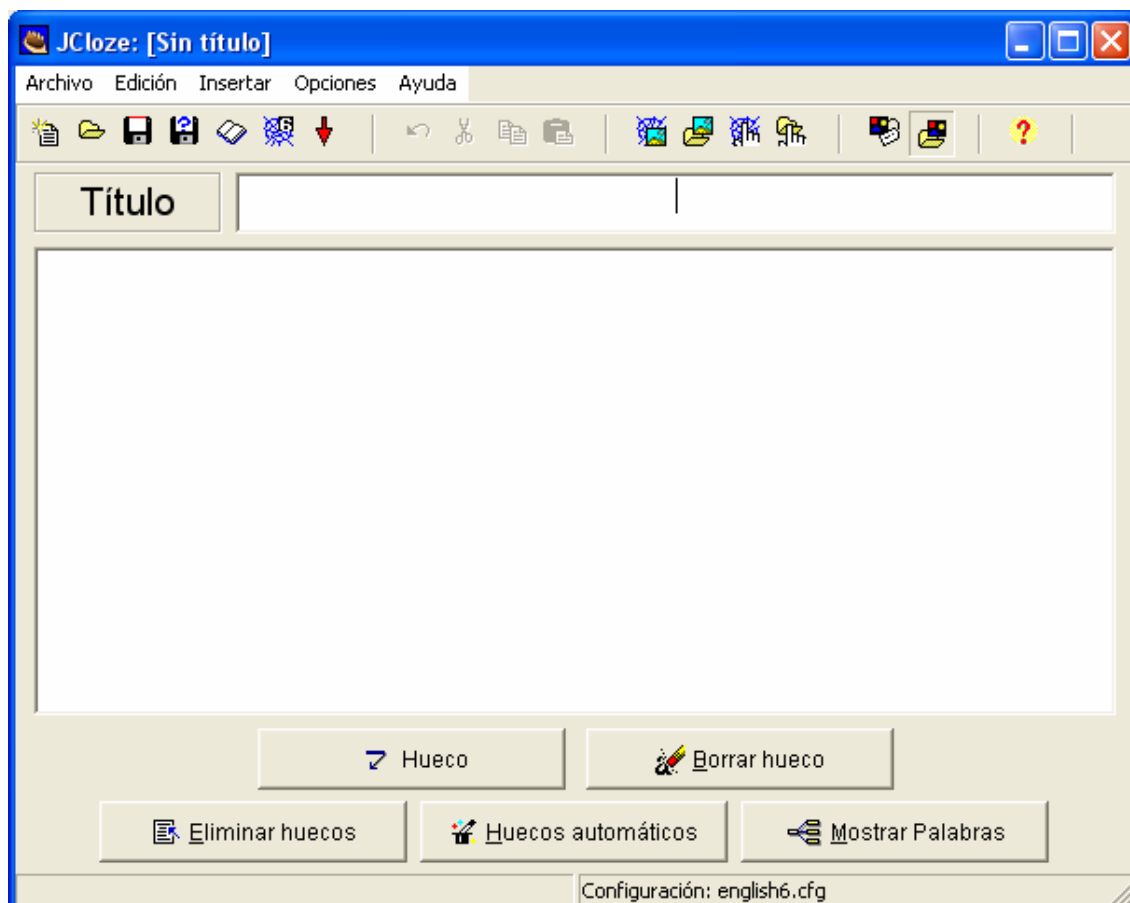 JCloze: [Sin título]
Archivo Edición Insertar Opciones Ayuda
6
?
Título
Hueco
Borrar hueco
Eliminar huecos
Huecos automáticos
Mostrar Palabras
Configuración: english6.cfg